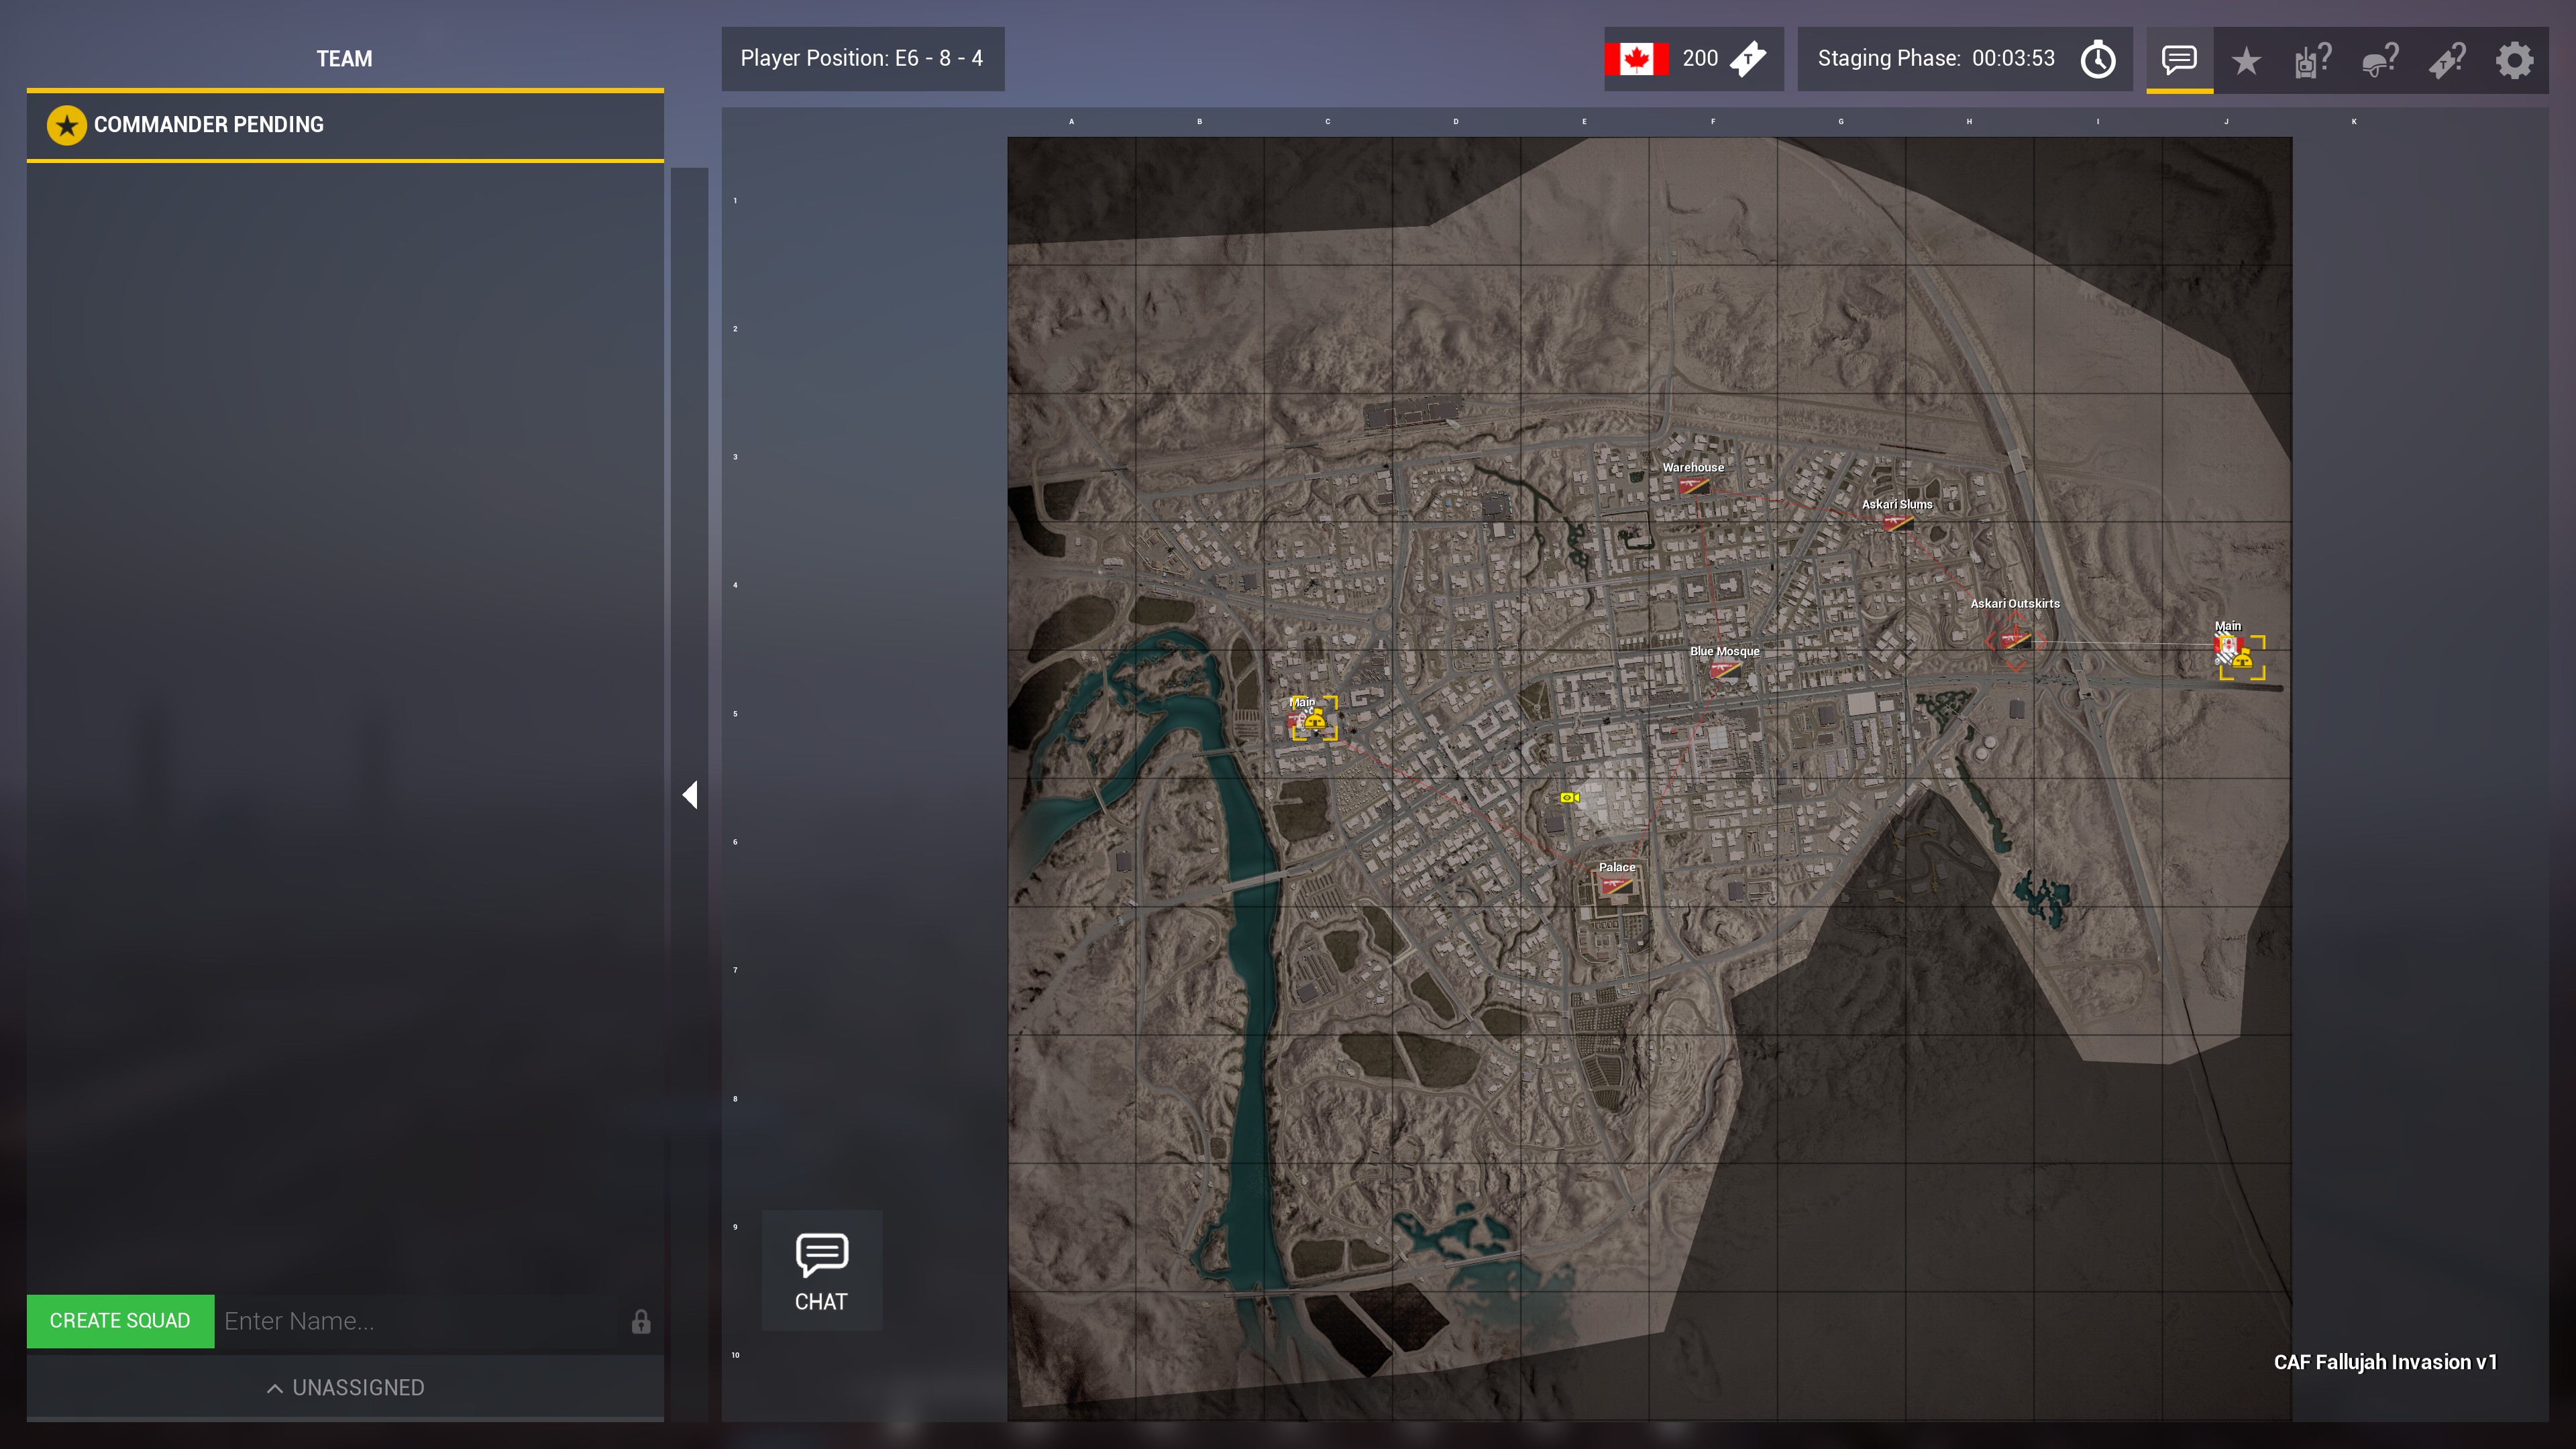 TEAM
Player Position: E6 - 8 - 4
200 T
Staging Phase: 00:03:53
? ? T?
COMMANDER PENDING
A B C D E F G H I J K
1
2
3
Warehouse
Askari Slums
4
Askari Outskirts
Main
Blue Mosque
Main
5
6
Palace
7
8
9
CHAT
CREATE SQUAD Enter Name...
10
CAF Fallujah Invasion v1
UNASSIGNED